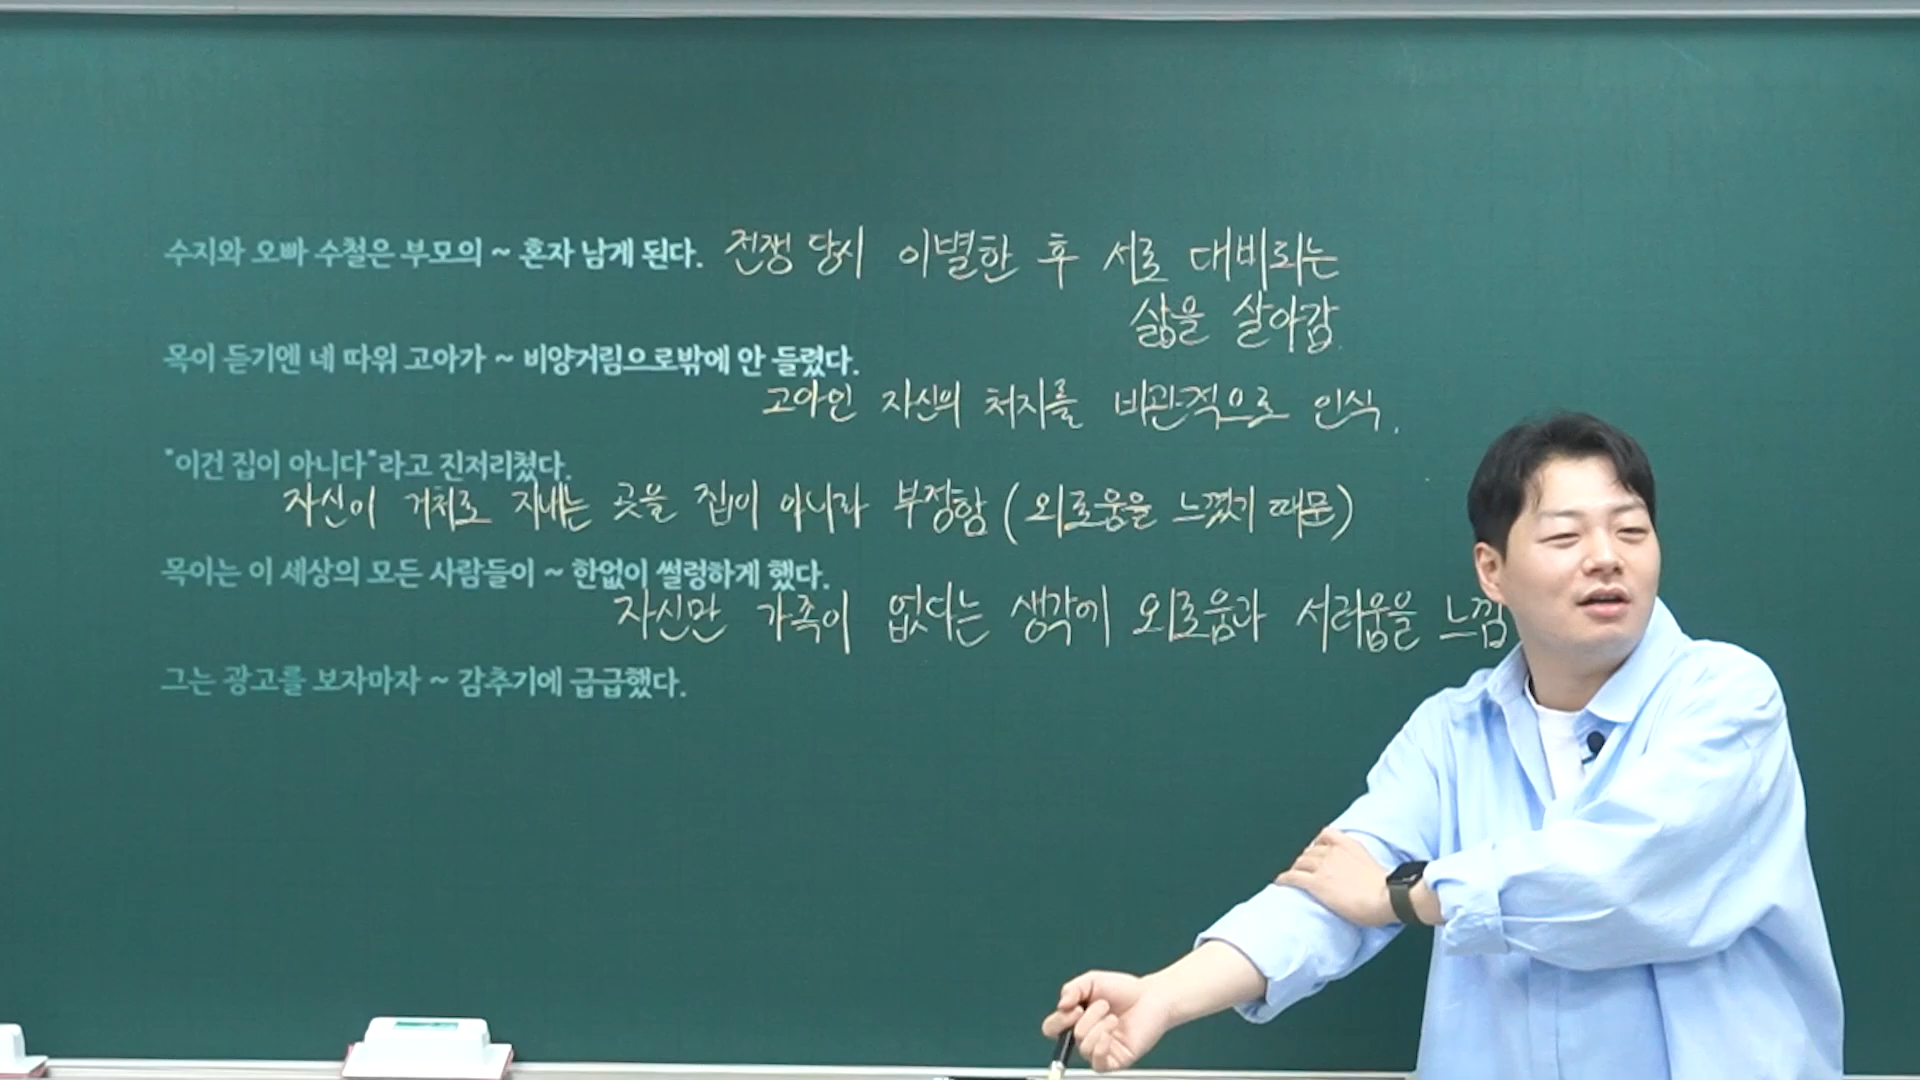 수지와 오빠 수철은 부모의 ~ 혼자 남게 된다. 전쟁 당시 이별한 후 서로 대비되는
삶을 살아감.
목이 듣기엔 네 따위 고아가 ~ 비양거림으로밖에 안 들렸다.
고아인 자신의 처지를 비관적으로 인식.
"이건 집이 아니다"라고 진저리쳤다.
자신이 거처로 지내는 곳을 집이 아니라 부정함 (외로움을 느꼈기 때문)
목이는 이 세상의 모든 사람들이 ~ 한없이 썰렁하게 했다.
자신만 가족이 없다는 생각에 외로움과 서러움을 느낌
그는 광고를 보자마자 ~ 감추기에 급급했다.